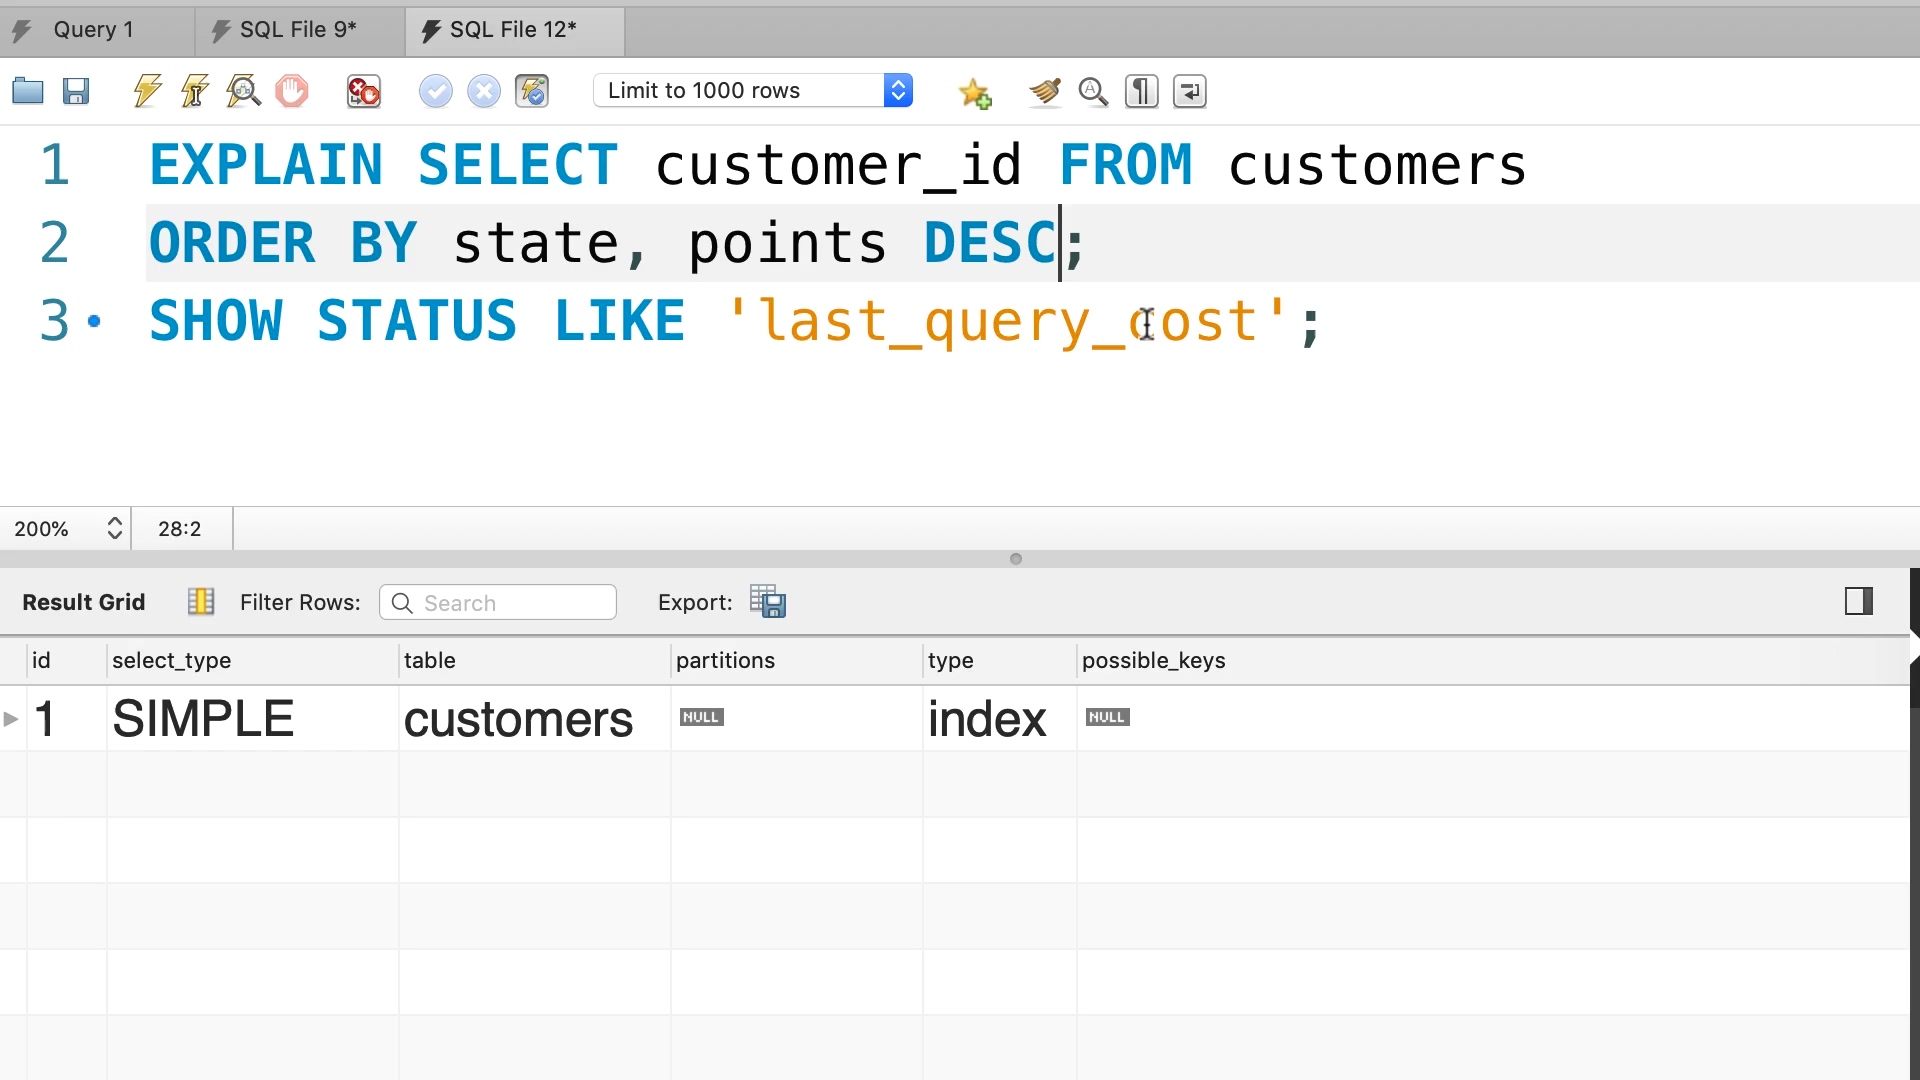 Query 1
SQL File 9*
SQL File 12*
Limit to 1000 rows
1 EXPLAIN SELECT customer_id FROM customers
2 ORDER BY state, points DESC;
3 SHOW STATUS LIKE 'last_query_cost';
200% 28:2
Result Grid Filter Rows: Search Export:
id select_type table partitions type possible_keys
1 SIMPLE customers NULL index NULL